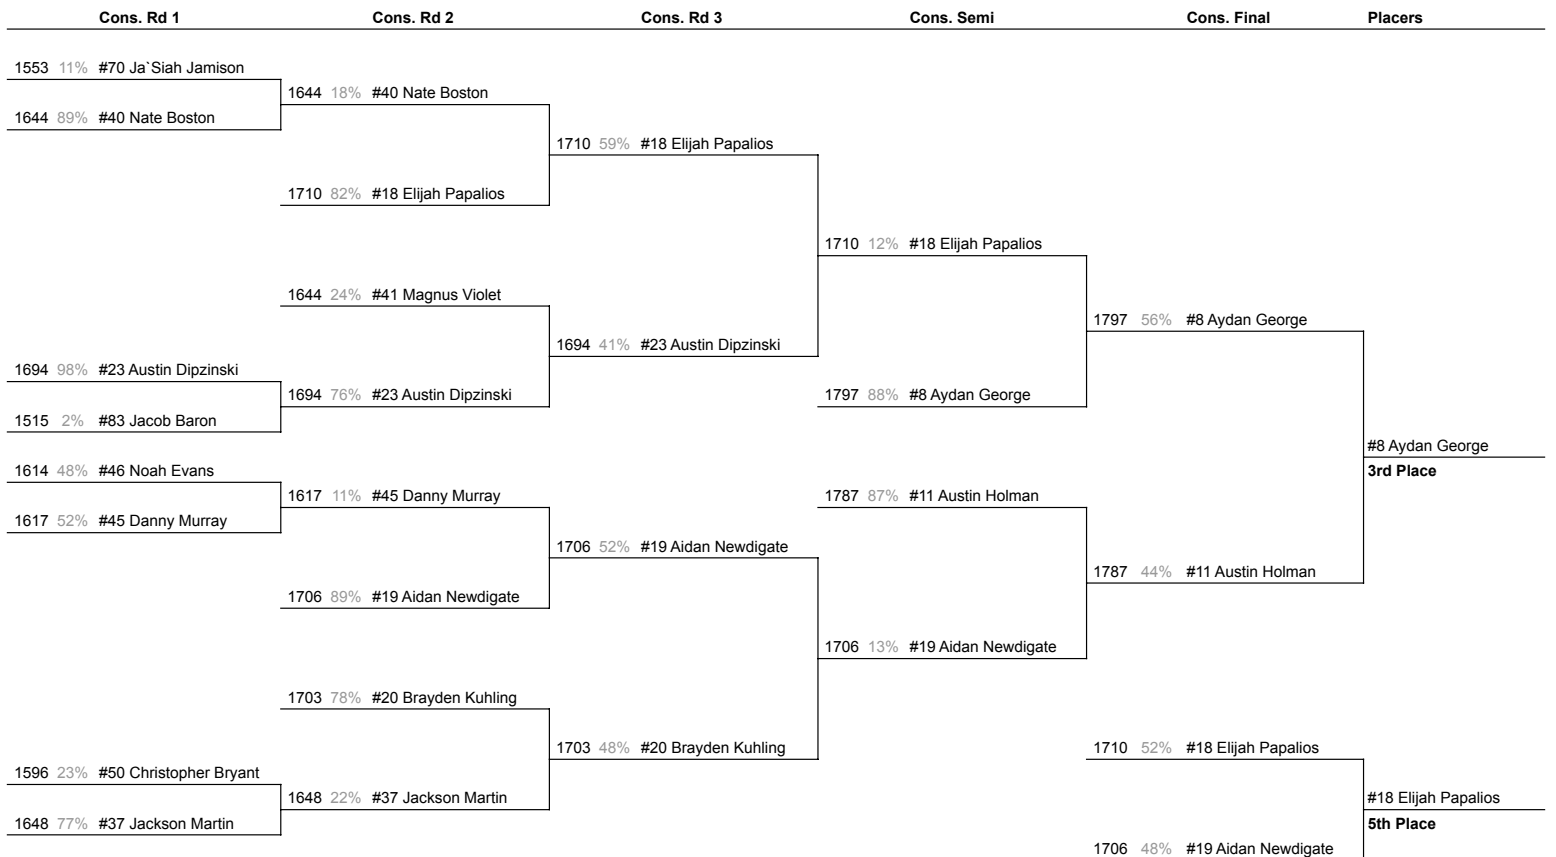 Cons. Rd 1 Cons. Rd 2 Cons. Rd 3 Cons. Semi Cons. Final Placers
1553 11% #70 Ja`Siah Jamison
1644 18% #40 Nate Boston
1644 89% #40 Nate Boston
1710 59% #18 Elijah Papalios
1710 82% #18 Elijah Papalios
1710 12% #18 Elijah Papalios
1644 24% #41 Magnus Violet
1797 56% #8 Aydan George
1694 41% #23 Austin Dipzinski
1694 98% #23 Austin Dipzinski
1694 76% #23 Austin Dipzinski
1797 88% #8 Aydan George
1515 2% #83 Jacob Baron
#8 Aydan George
1614 48% #46 Noah Evans
3rd Place
1617 11% #45 Danny Murray
1787 87% #11 Austin Holman
1617 52% #45 Danny Murray
1706 52% #19 Aidan Newdigate
1787 44% #11 Austin Holman
1706 89% #19 Aidan Newdigate
1706 13% #19 Aidan Newdigate
1703 78% #20 Brayden Kuhling
1703 48% #20 Brayden Kuhling
1710 52% #18 Elijah Papalios
1596 23% #50 Christopher Bryant
1648 22% #37 Jackson Martin
#18 Elijah Papalios
1648 77% #37 Jackson Martin
5th Place
1706 48% #19 Aidan Newdigate